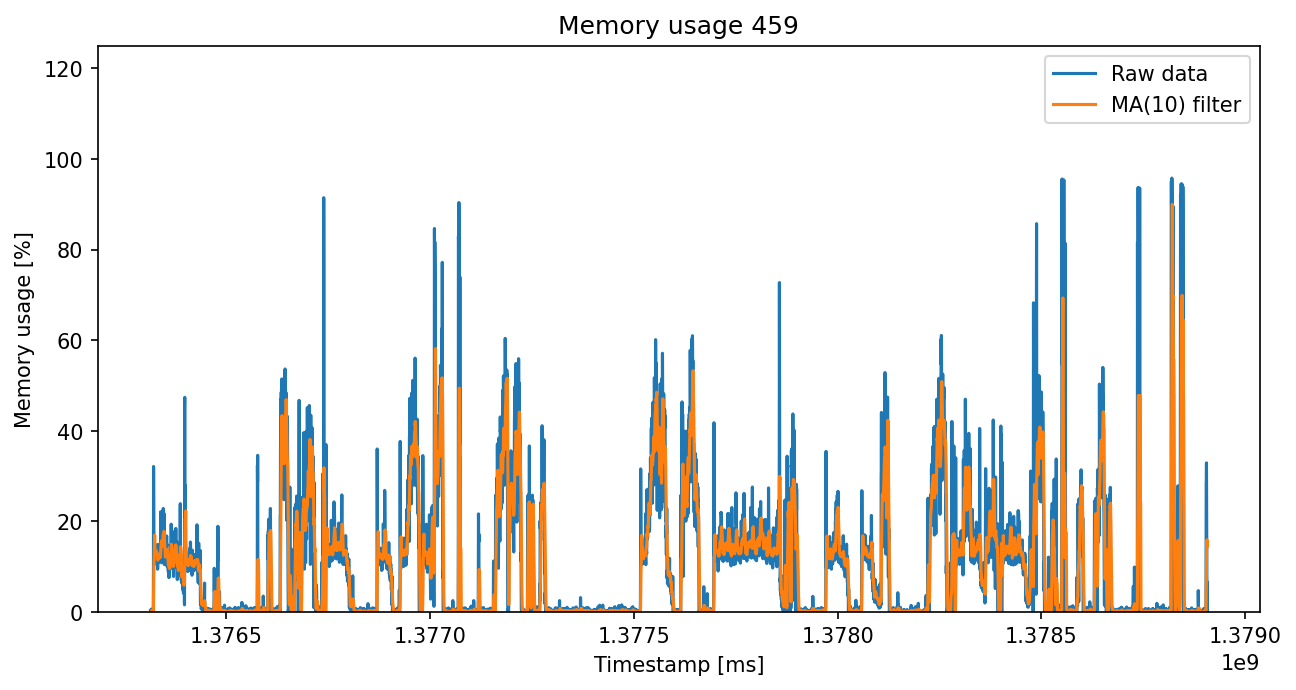 Memory usage 459
Raw data
MA(10) filter
Memory usage [%]
120
100
80
60
40
20
0
1.3765 1.3770 1.3775 1.3780 1.3785 1.3790
1e9
Timestamp [ms]